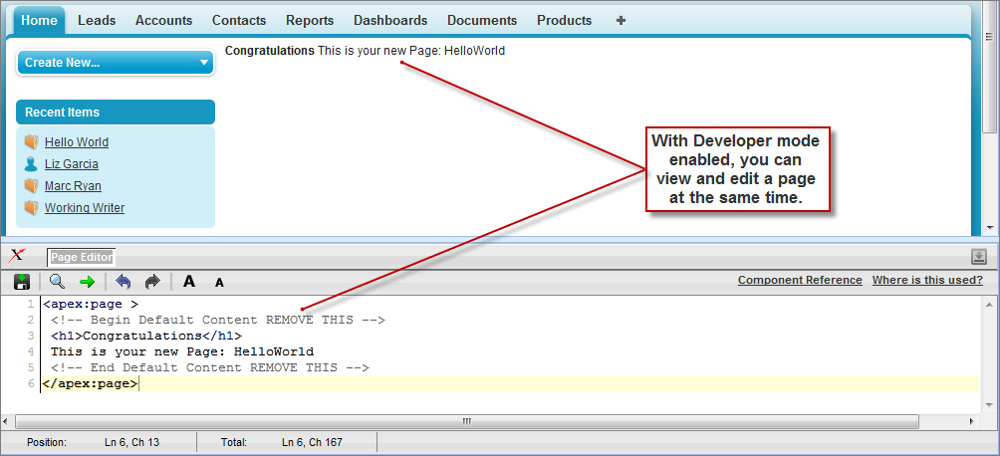 Home Leads Accounts Contacts Reports Dashboards Documents Products +
Create New...
Congratulations This is your new Page: HelloWorld
Recent Items
Hello World
Liz Garcia
Marc Ryan
Working Writer
With Developer mode
enabled, you can
view and edit a page
at the same time.
Page Editor
A A Component Reference Where is this used?
1 <apex:page >
2 <!-- Begin Default Content REMOVE THIS -->
3 <h1>Congratulations</h1>
4 This is your new Page: HelloWorld
5 <!-- End Default Content REMOVE THIS -->
6 </apex:page>
Position: Ln 6, Ch 13 Total: Ln 6, Ch 167